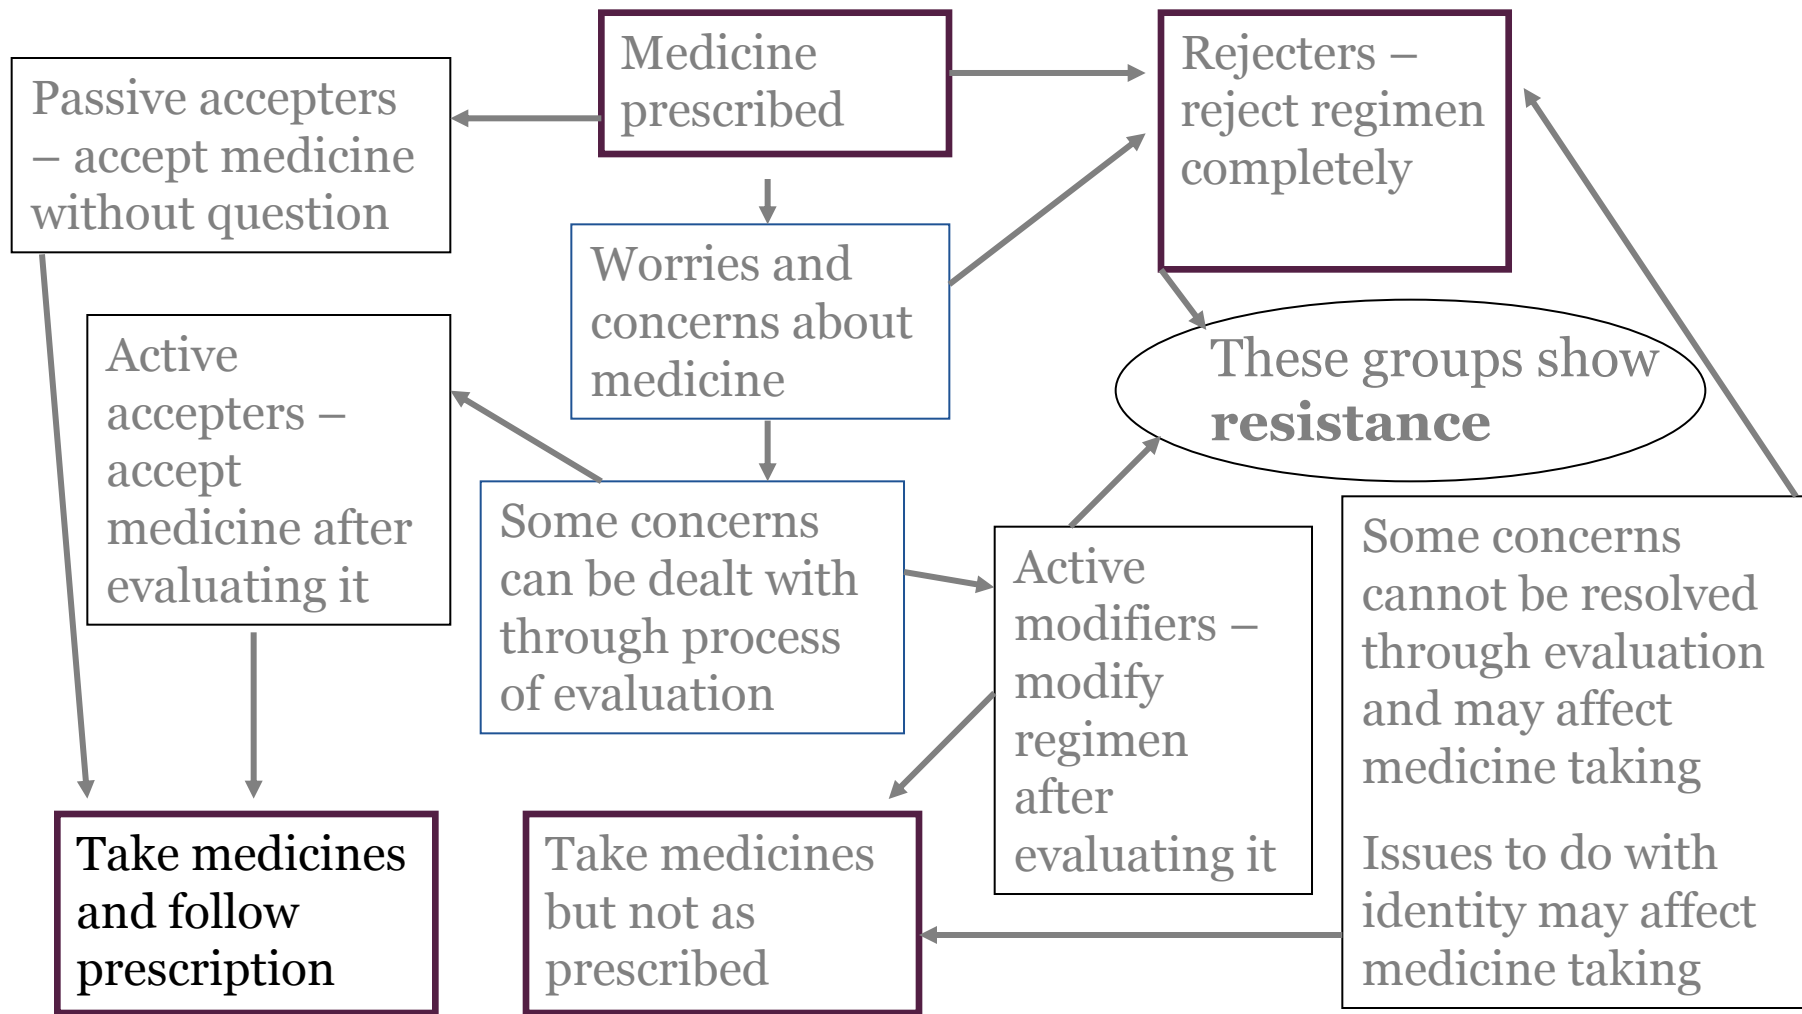 Medicine
prescribed
Rejecters –
reject regimen
completely
Passive accepters
– accept medicine
without question
Worries and
concerns about
medicine
Active
accepters –
accept
medicine after
evaluating it
These groups show
resistance
Some concerns
can be dealt with
through process
of evaluation
Active
modifiers –
modify
regimen
after
evaluating it
Some concerns
cannot be resolved
through evaluation
and may affect
medicine taking
Issues to do with
identity may affect
medicine taking
Take medicines
and follow
prescription
Take medicines
but not as
prescribed